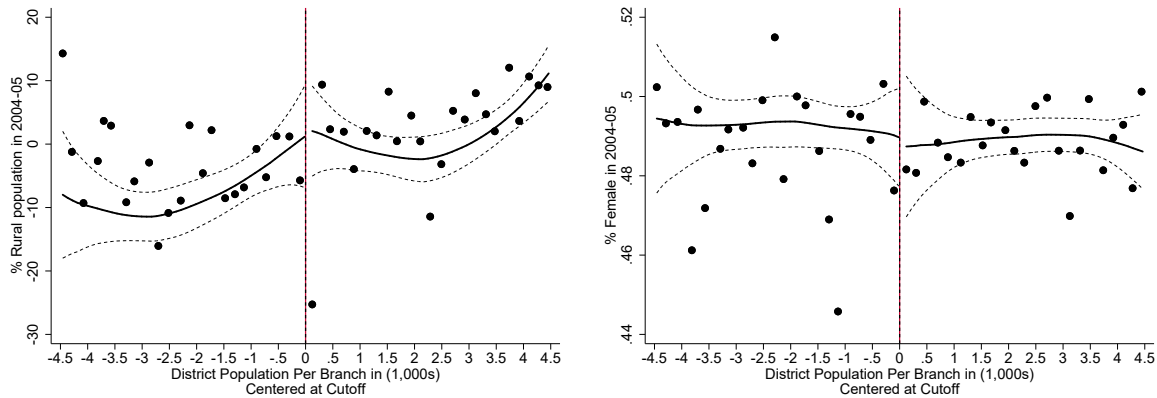 % Rural population in 2004-05
20
10
0
-10
-20
-30
-4.5 -4 -3.5 -3 -2.5 -2 -1.5 -1 -.5 0 .5 1 1.5 2 2.5 3 3.5 4 4.5
District Population Per Branch in (1,000s)
Centered at Cutoff
% Female in 2004-05
.52
.5
.48
.46
.44
-4.5 -4 -3.5 -3 -2.5 -2 -1.5 -1 -.5 0 .5 1 1.5 2 2.5 3 3.5 4 4.5
District Population Per Branch in (1,000s)
Centered at Cutoff